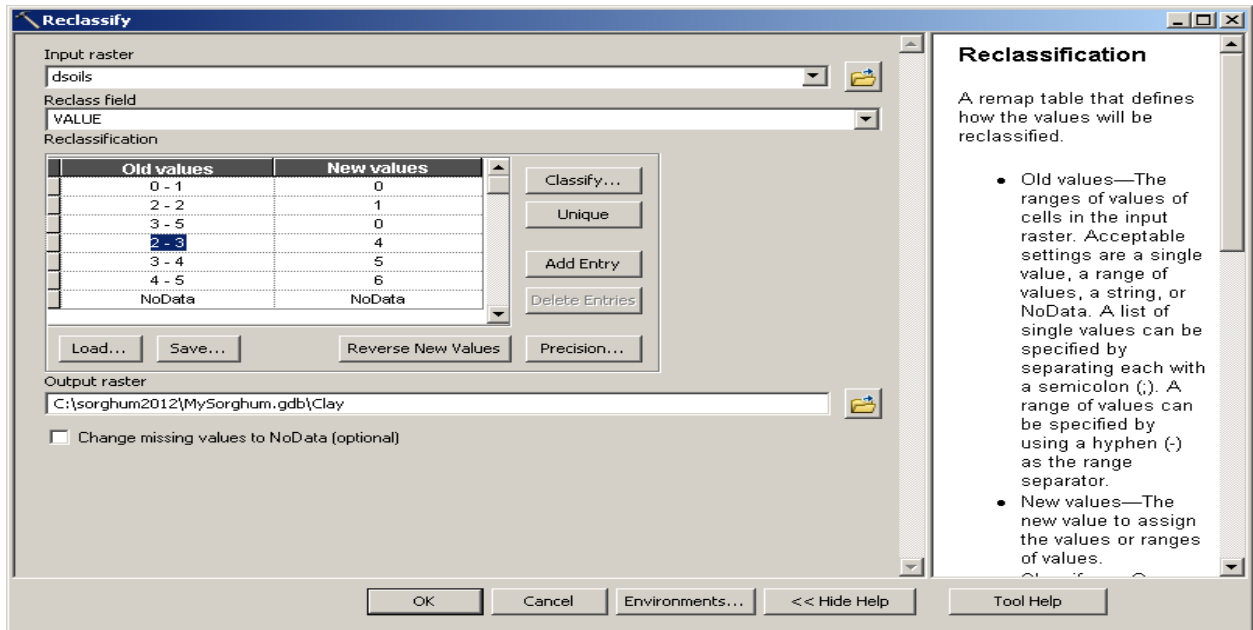 Reclassify
Input raster
dsoils
Reclass field
VALUE
Reclassification
Old values New values
0 - 1 0
2 - 2 1
3 - 5 0
2 - 3 4
3 - 4 5
4 - 5 6
NoData NoData
Classify...
Unique
Add Entry
Delete Entries
Load... Save... Reverse New Values Precision...
Output raster
C:\sorghum2012\MySorghum.gdb\Clay
Change missing values to NoData (optional)
OK Cancel Environments... << Hide Help Tool Help
Reclassification
A remap table that defines
how the values will be
reclassified.
• Old values—The
ranges of values of
cells in the input
raster. Acceptable
settings are a single
value, a range of
values, a string, or
NoData. A list of
single values can be
specified by
separating each with
a semicolon (;). A
range of values can
be specified by
using a hyphen (-)
as the range
separator.
• New values—The
new value to assign
the values or ranges
of values.